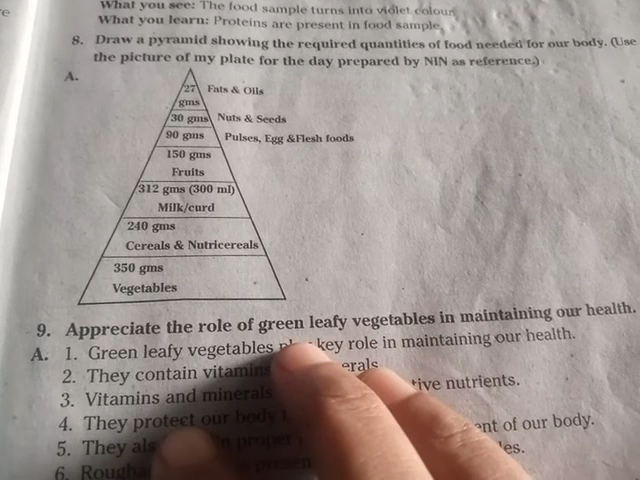 What you see: The food sample turns into violet colour.
What you learn: Proteins are present in food sample.
8. Draw a pyramid showing the required quantities of food needed for our body. (Use
the picture of my plate for the day prepared by NIN as reference.)
A.
27 Fats & Oils
gms
30 gms Nuts & Seeds
90 gms Pulses, Egg &Flesh foods
150 gms
Fruits
312 gms (300 ml)
Milk/curd
240 gms
Cereals & Nutricereals
350 gms
Vegetables
9. Appreciate the role of green leafy vegetables in maintaining our health.
A. 1. Green leafy vegetables key role in maintaining our health.
2. They contain vitamins
3. Vitamins and minerals tive nutrients.
4. They protect our body ent of our body.
5. They
6.